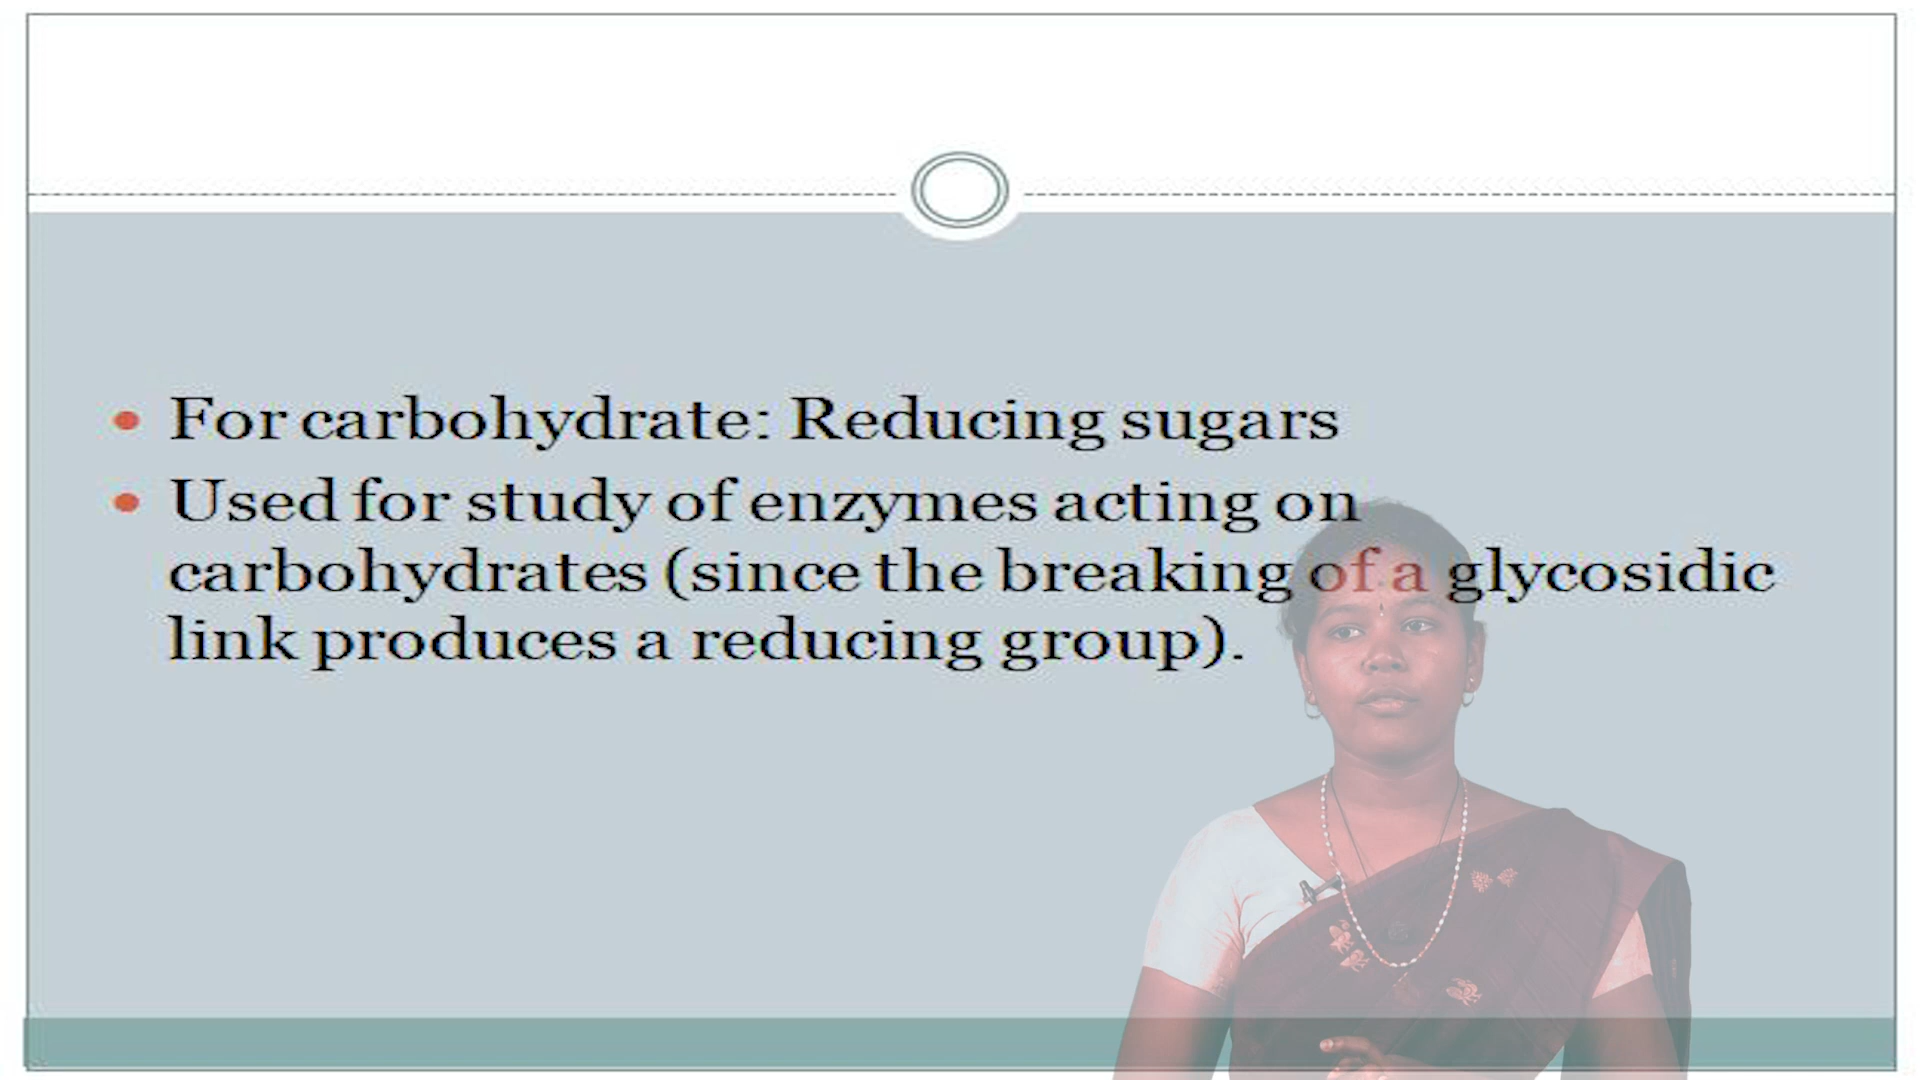 For carbohydrate: Reducing sugars
Used for study of enzymes acting on
carbohydrates (since the breaking of a glycosidic
link produces a reducing group).